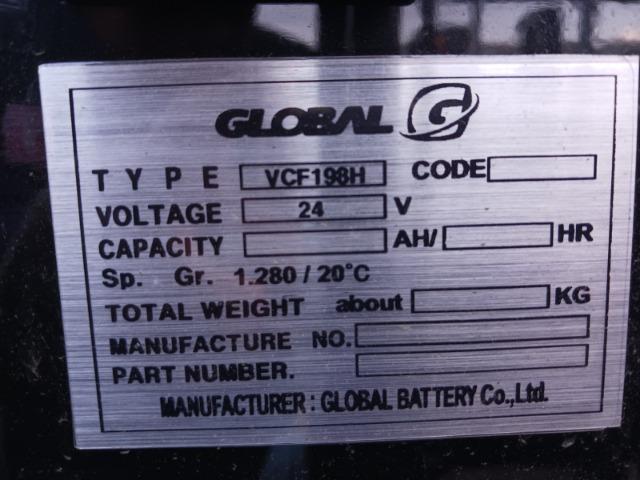 GLOBAL G
TYPE VCF198H CODE
VOLTAGE 24 V
CAPACITY AH/ HR
Sp. Gr. 1.280 / 20°C
TOTAL WEIGHT about KG
MANUFACTURE NO.
PART NUMBER.
MANUFACTURER : GLOBAL BATTERY Co.,Ltd.